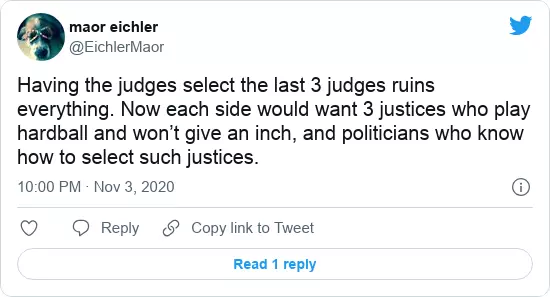 maor eichler
@EichlerMaor
Having the judges select the last 3 judges ruins
everything. Now each side would want 3 justices who play
hardball and won’t give an inch, and politicians who know
how to select such justices.
10:00 PM · Nov 3, 2020
Reply
Copy link to Tweet
Read 1 reply